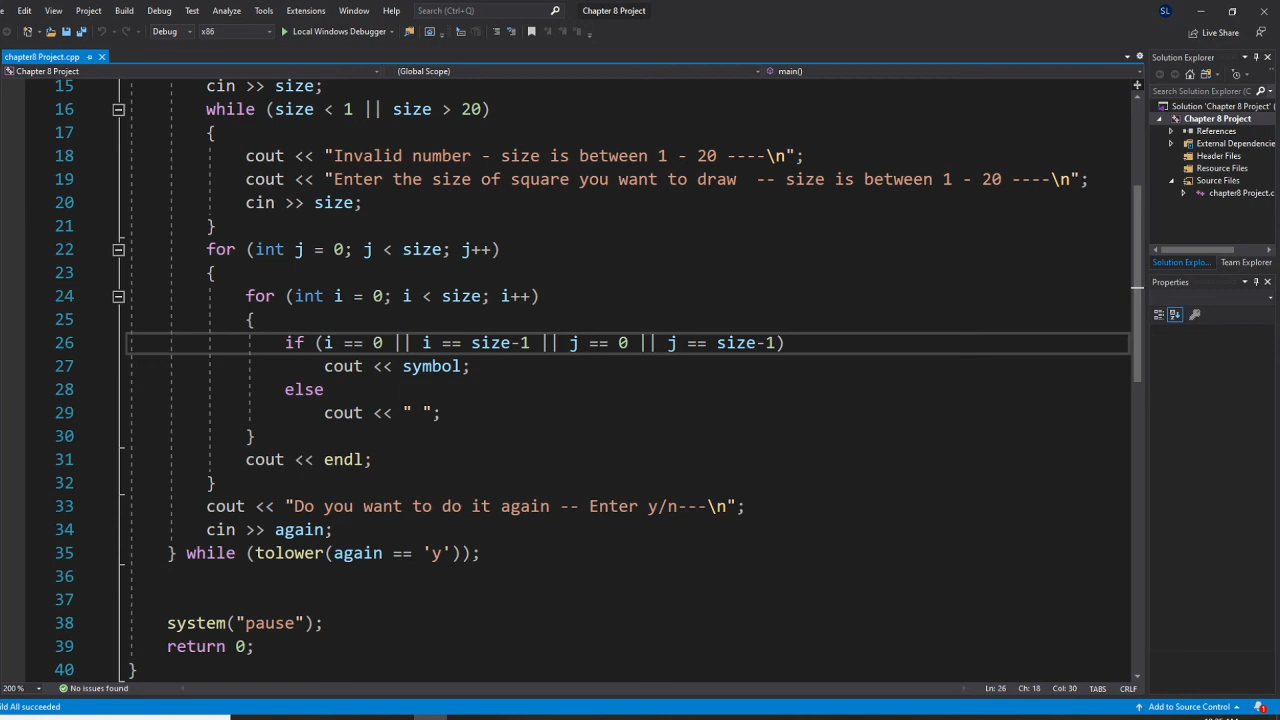 Edit View Project Build Debug Test Analyze Tools Extensions Window Help Search (Ctrl+Q) Chapter 8 Project SL
Debug x86 Local Windows Debugger Live Share
chapter8 Project.cpp
Chapter 8 Project (Global Scope) main()
15 cin >> size;
16 while (size < 1 || size > 20)
17 {
18 cout << "Invalid number - size is between 1 - 20 ----\n";
19 cout << "Enter the size of square you want to draw  -- size is between 1 - 20 ----\n";
20 cin >> size;
21 }
22 for (int j = 0; j < size; j++)
23 {
24 for (int i = 0; i < size; i++)
25 {
26 if (i == 0 || i == size-1 || j == 0 || j == size-1)
27 cout << symbol;
28 else
29 cout << " ";
30 }
31 cout << endl;
32 }
33 cout << "Do you want to do it again -- Enter y/n---\n";
34 cin >> again;
35 } while (tolower(again == 'y'));
36
37
38 system("pause");
39 return 0;
40 }
200 % No issues found Ln: 26 Ch: 18 Col: 30 TABS CRLF
ild All succeeded Add to Source Control 1
Solution Explorer
Search Solution Explorer (C
Solution 'Chapter 8 Project' (
Chapter 8 Project
References
External Dependencie
Header Files
Resource Files
Source Files
chapter8 Project.c
Solution Explo... Team Explorer
Properties